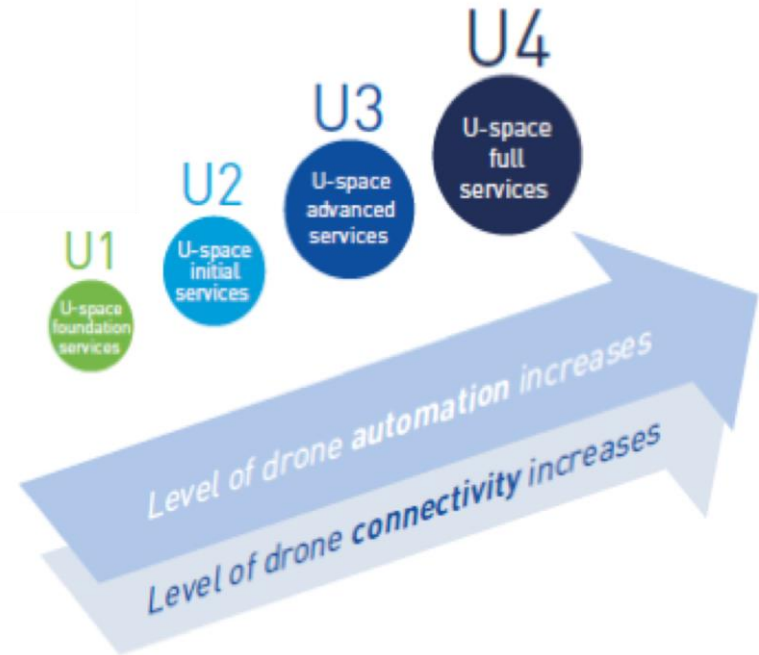 U4
U-space
full
services
U3
U-space
advanced
services
U2
U-space
initial
services
U1
U-space
foundation
services
Level of drone automation increases
Level of drone connectivity increases